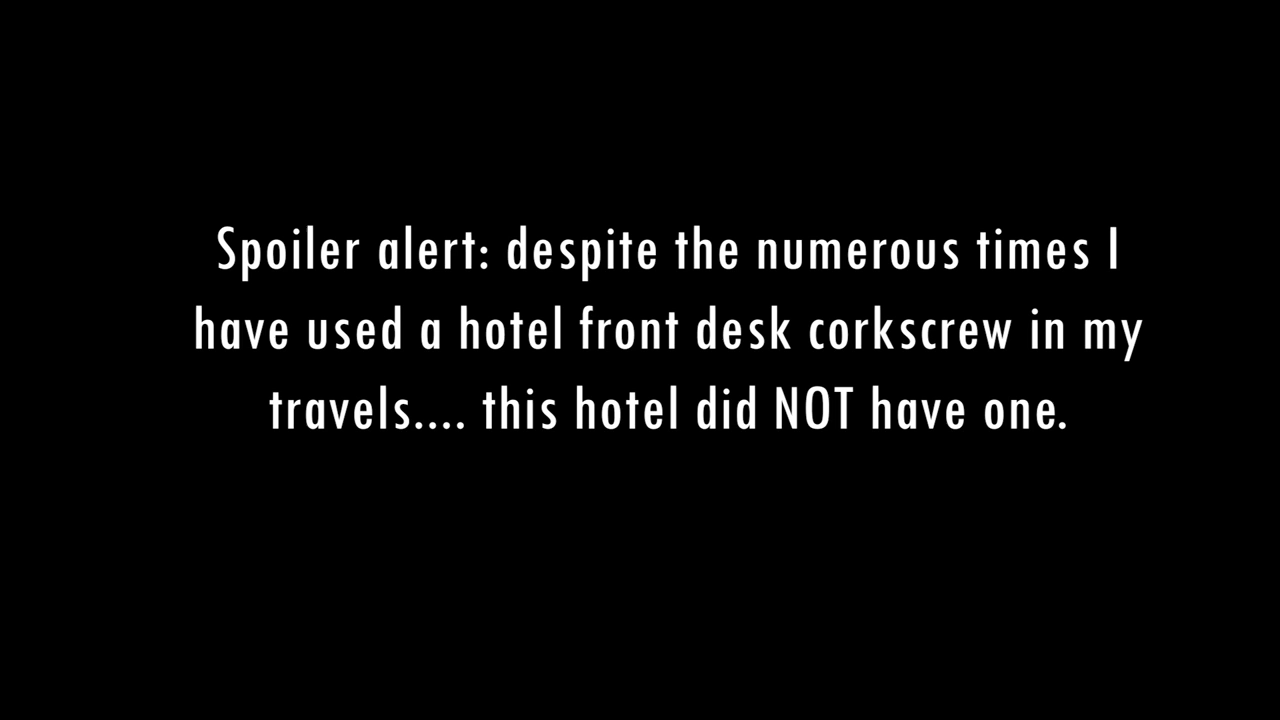 Spoiler alert: despite the numerous times I
have used a hotel front desk corkscrew in my
travels.... this hotel did NOT have one.